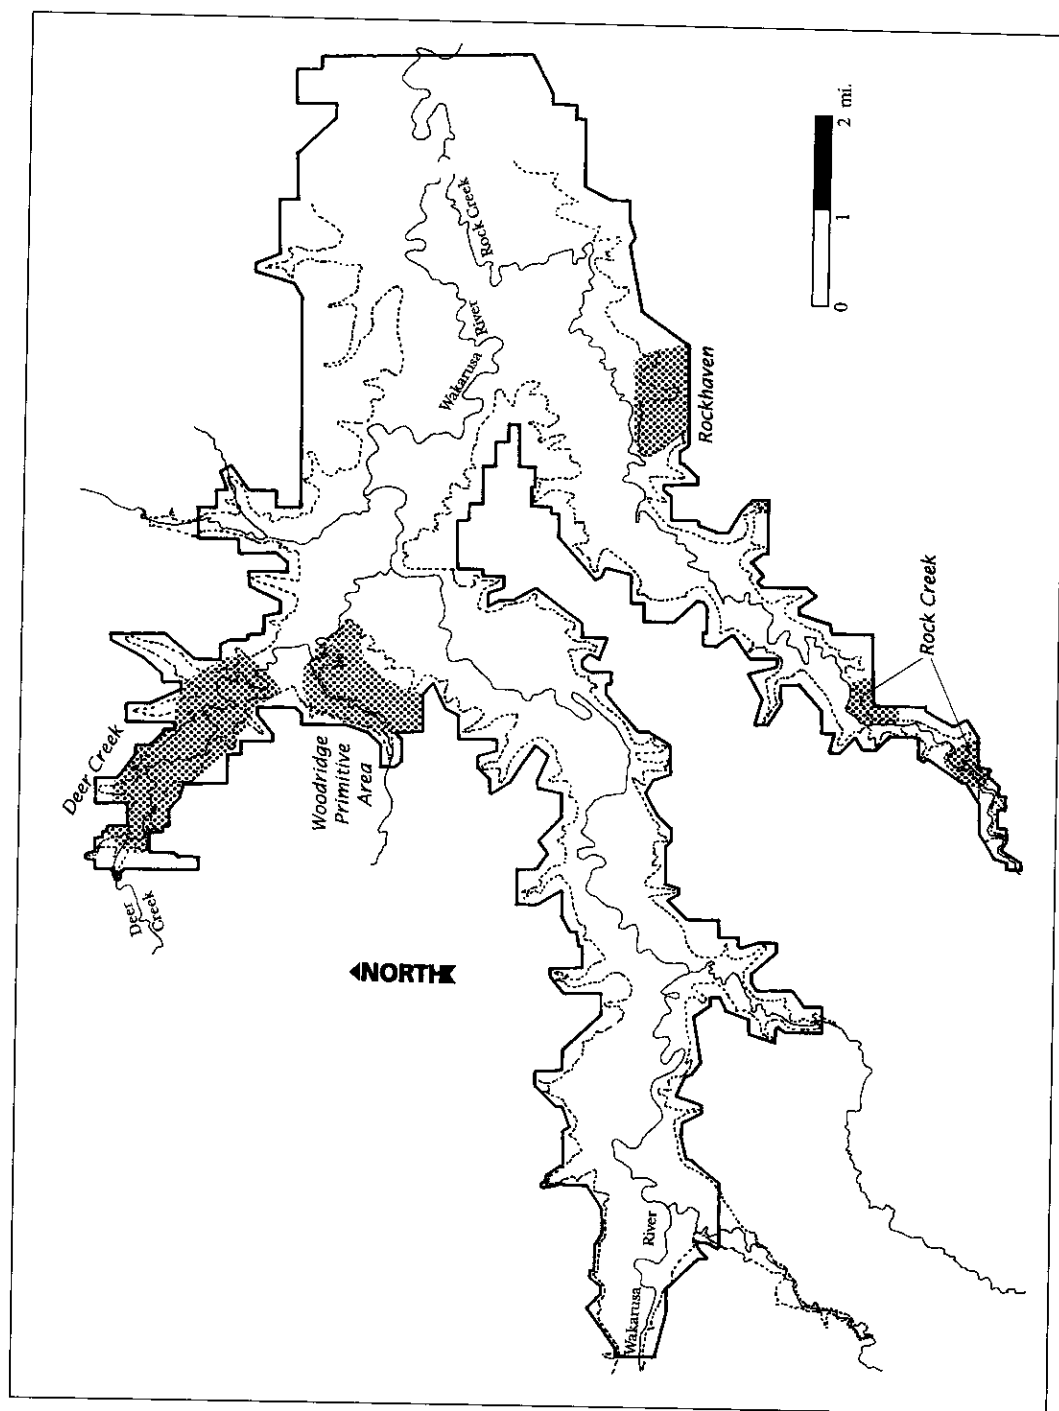 Rock Creek
Wakarusa
River
0
1
2 mi.
Rockhaven
Rock Creek
Deer Creek
Woodridge
Primitive
Area
Deer
Creek
NORTH
Wakarusa
River